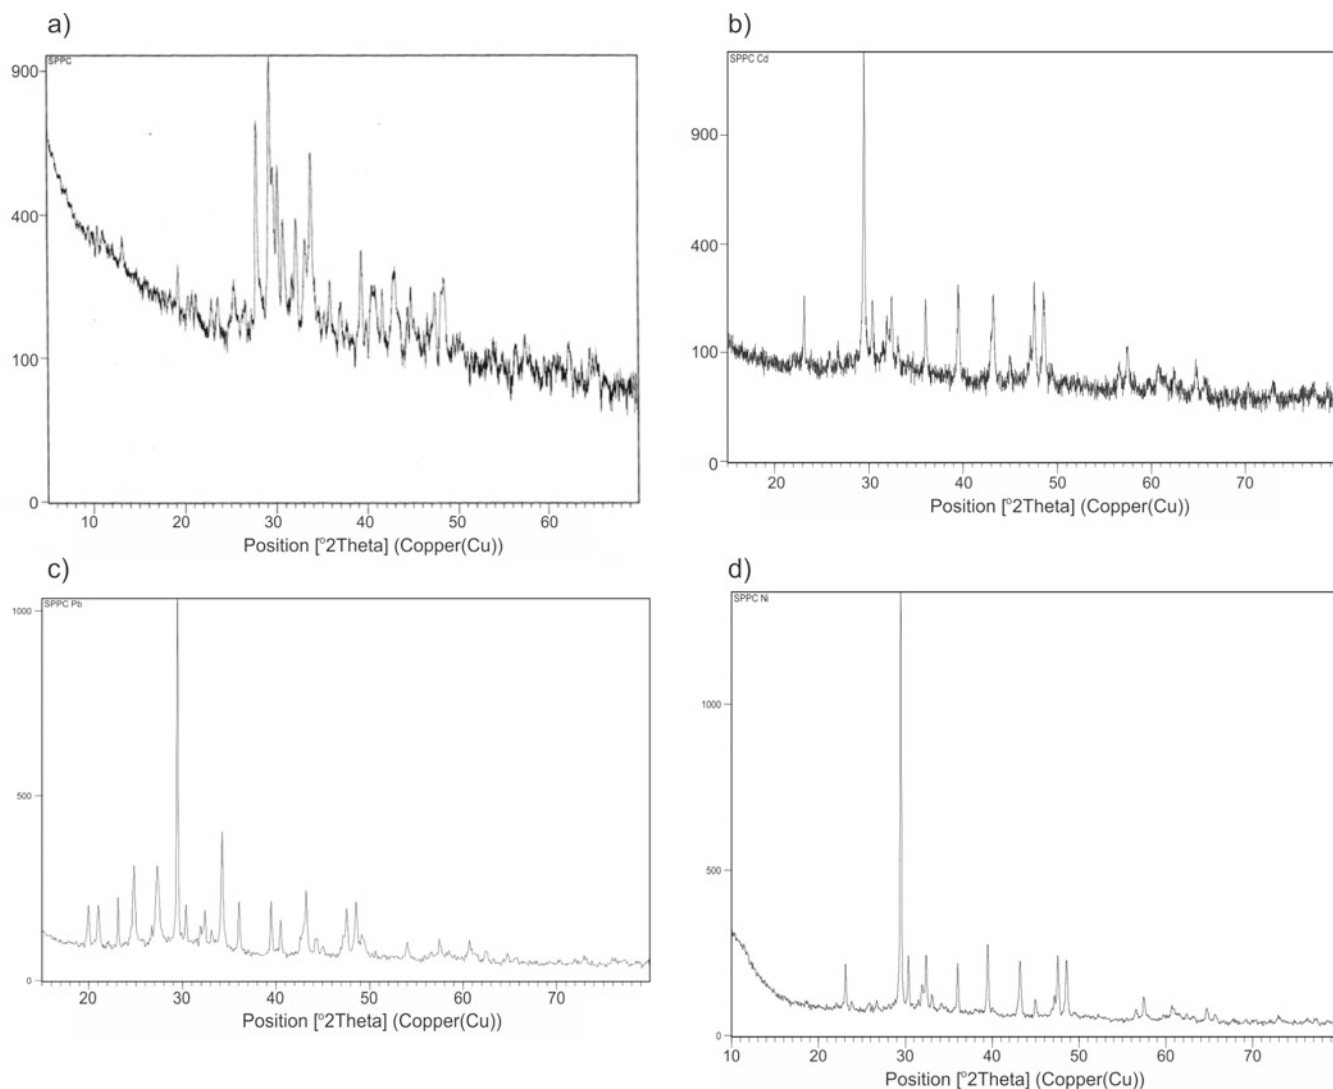 a)
SPPC
900
400
100
0
10 20 30 40 50 60
Position [°2Theta] (Copper(Cu))
b)
SPPC Cd
900
400
100
0
20 30 40 50 60 70
Position [°2Theta] (Copper(Cu))
c)
SPPC Pb
1000
500
0
20 30 40 50 60 70
Position [°2Theta] (Copper(Cu))
d)
SPPC Ni
1000
500
0
10 20 30 40 50 60 70
Position [°2Theta] (Copper(Cu))